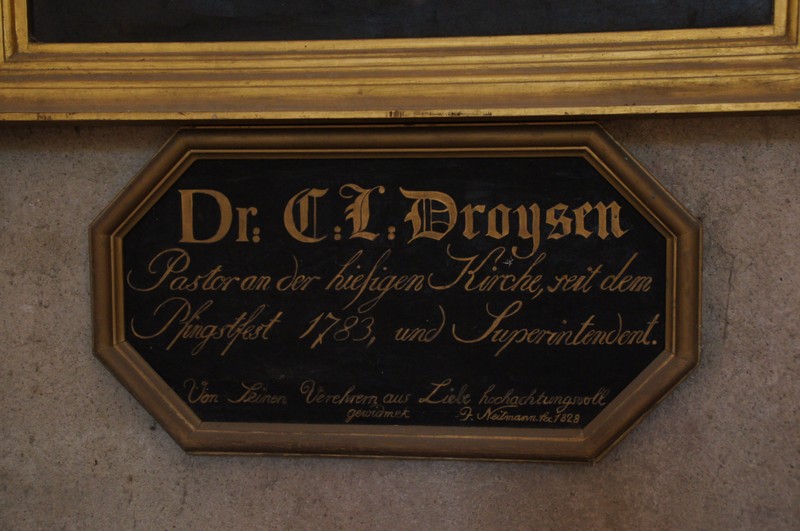 Dr: C: L: Droysen
Pastor an der hiesigen Kirche, seit dem
Pfingstfest 1783, und Superintendent.
Von Seinen Verehrern aus Liebe hochachtungsvoll
gewidmet F. Neitmann fec 1828